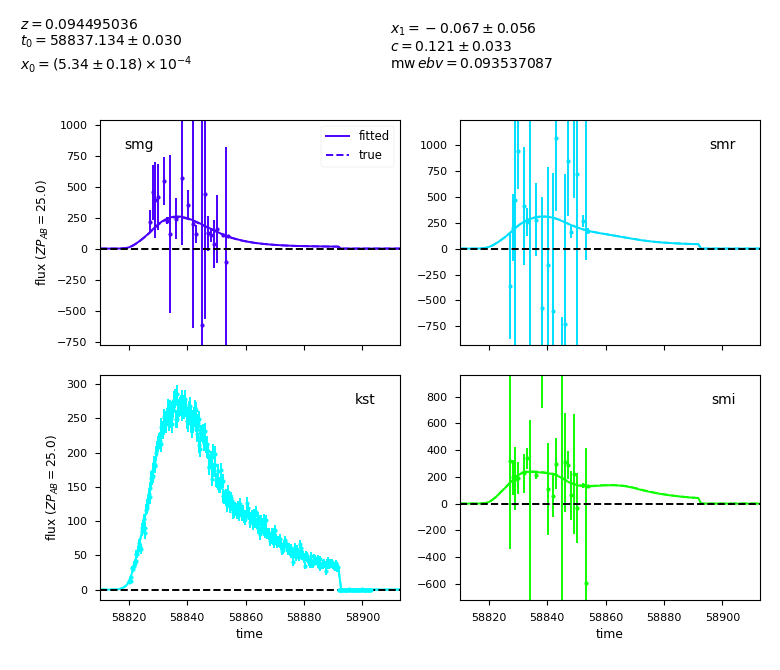 z = 0.094495036
t₀ = 58837.134 ± 0.030
x₀ = (5.34 ± 0.18) × 10⁻⁴
x₁ = −0.067 ± 0.056
c = 0.121 ± 0.033
mw ebv = 0.093537087
smg
fitted
true
1000
750
500
250
0
−250
−500
−750
flux (ZP_AB = 25.0)
smr
1000
750
500
250
0
−250
−500
−750
kst
300
250
200
150
100
50
0
flux (ZP_AB = 25.0)
58820 58840 58860 58880 58900
time
smi
800
600
400
200
0
−200
−400
−600
58820 58840 58860 58880 58900
time